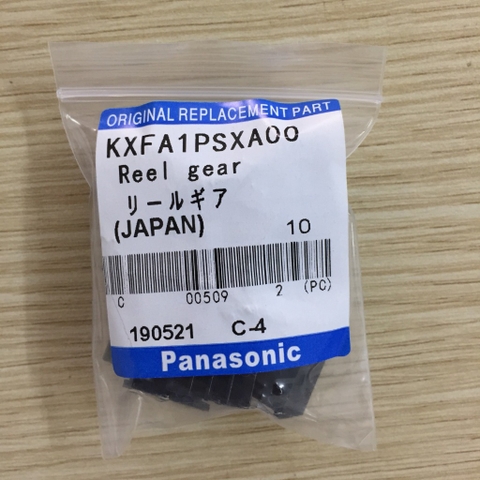 ORIGINAL REPLACEMENT PART
KXFA1PSXA00
Reel gear
リールギア
(JAPAN) 10
C 00509 2 (PC)
190521 C-4
Panasonic